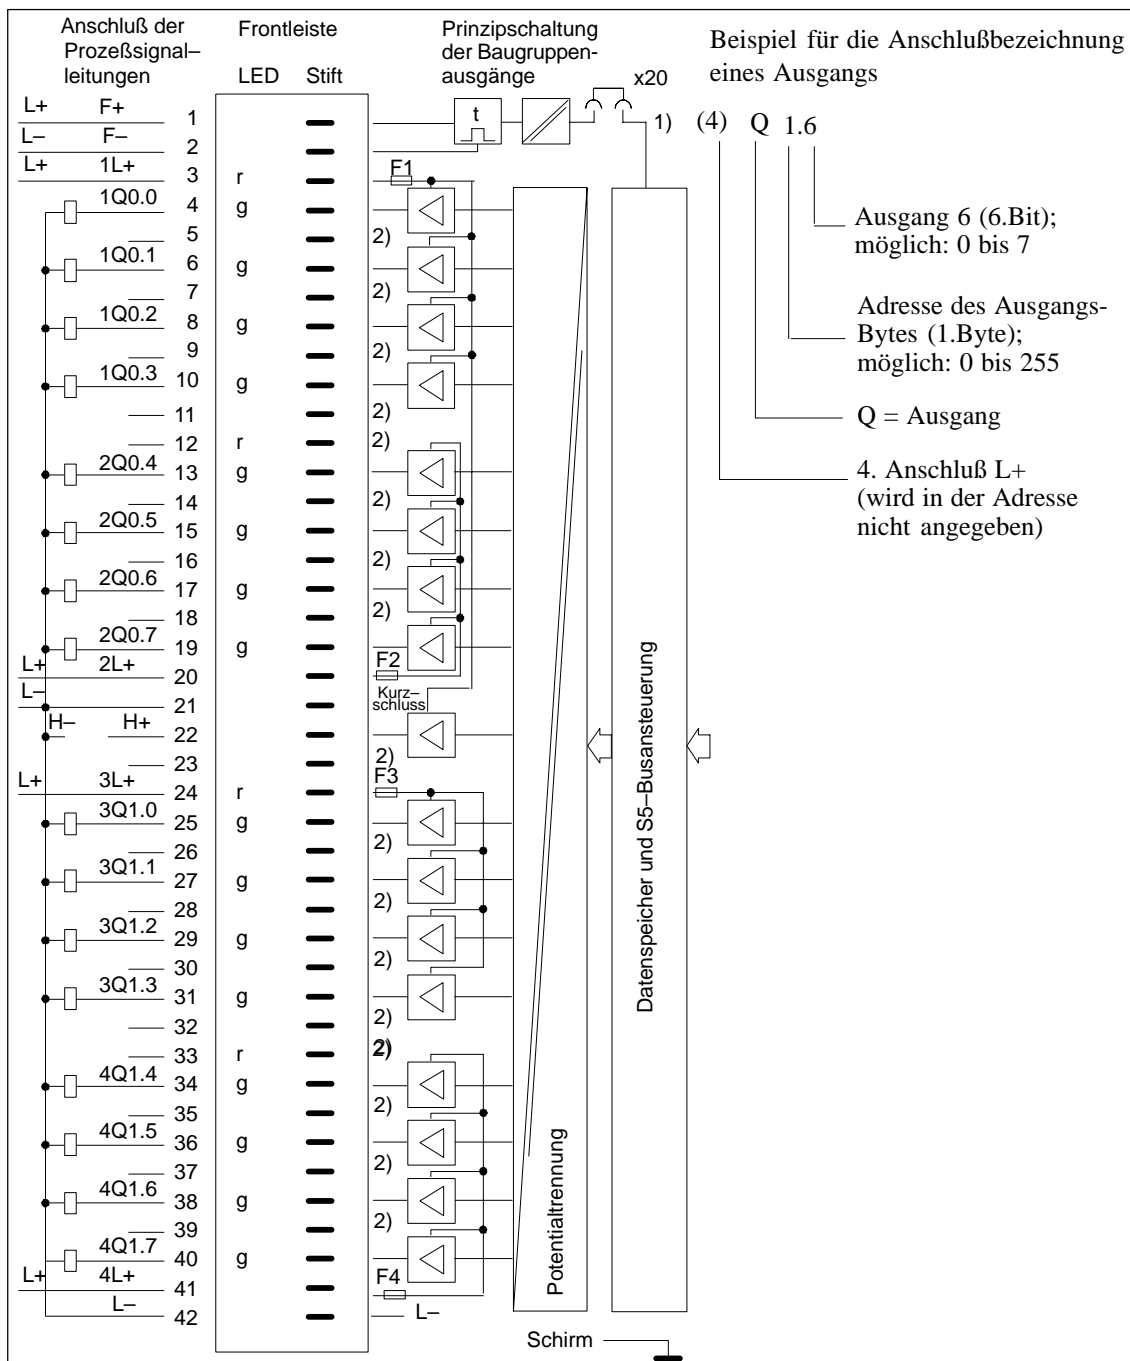 Anschluß der
Prozeßsignal–
leitungen
Frontleiste
LED Stift
Prinzipschaltung
der Baugruppen-
ausgänge
Beispiel für die Anschlußbezeichnung
eines Ausgangs
x20
t
1) (4) Q 1.6
L+ F+ 1
L– F– 2
L+ 1L+ 3 r F1
1Q0.0 4 g
5 2)
1Q0.1 6 g
7 2)
1Q0.2 8 g
9 2)
1Q0.3 10 g
11 2)
12 r 2)
2Q0.4 13 g
14 2)
2Q0.5 15 g
16 2)
2Q0.6 17 g
18 2)
2Q0.7 19 g
L+ 2L+ 20 F2
L– 21 Kurz–
schluss
H– H+ 22
23 2)
L+ 3L+ 24 r F3
3Q1.0 25 g
26 2)
3Q1.1 27 g
28 2)
3Q1.2 29 g
30 2)
3Q1.3 31 g
32 2)
33 r 2)
4Q1.4 34 g
35 2)
4Q1.5 36 g
37 2)
4Q1.6 38 g
39 2)
4Q1.7 40 g
L+ 4L+ 41 F4
L– 42 L–
Potentialtrennung
Datenspeicher und S5–Busansteuerung
Schirm
Ausgang 6 (6.Bit);
möglich: 0 bis 7
Adresse des Ausgangs-
Bytes (1.Byte);
möglich: 0 bis 255
Q = Ausgang
4. Anschluß L+
(wird in der Adresse
nicht angegeben)